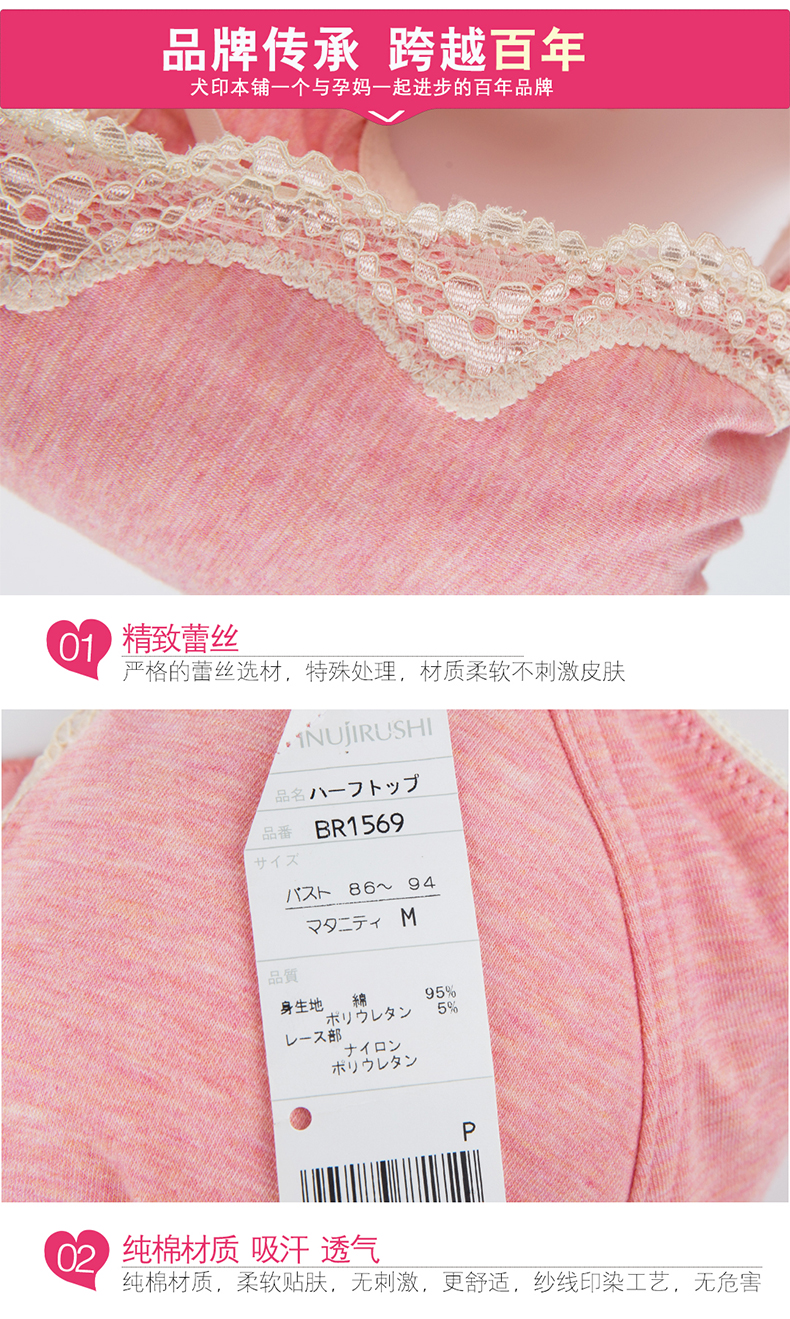 品牌传承 跨越百年
犬印本铺一个与孕妈一起进步的百年品牌
01 精致蕾丝
严格的蕾丝选材，特殊处理，材质柔软不刺激皮肤
iNUjIRUSHI
品名 ハーフトップ
品番 BR1569
サイズ
バスト 86～ 94
マタニティ M
品質
身生地 綿 95%
ポリウレタン 5%
レース部
ナイロン
ポリウレタン
P
02 纯棉材质 吸汗 透气
纯棉材质，柔软贴肤，无刺激，更舒适，纱线印染工艺，无危害